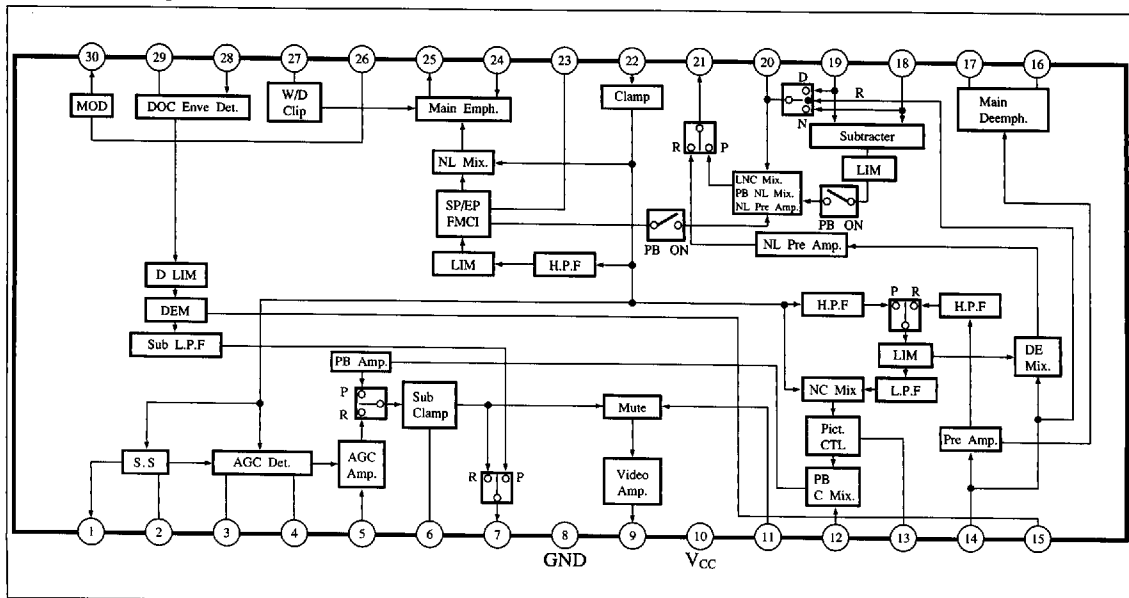 30 29 28 27 26 25 24 23 22 21 20 19 18 17 16
MOD
DOC Enve Det.
W/D
Clip
Main Emph.
Clamp
D
R
N
Main
Deemph.
Subtracter
R P
NL Mix.
LIM
LNC Mix.
PB NL Mix.
NL Pre Amp.
SP/EP
FMCI
PB ON
PB ON
NL Pre Amp.
LIM
H.P.F
D LIM
DEM
Sub L.P.F
H.P.F
P R
H.P.F
LIM
DE
Mix.
PB Amp.
NC Mix
L.P.F
P
R
Sub
Clamp
Mute
Pict.
CTL
Pre Amp.
S.S
AGC Det.
AGC
Amp.
R P
Video
Amp.
PB
C Mix.
1 2 3 4 5 6 7 8 9 10 11 12 13 14 15
GND
VCC